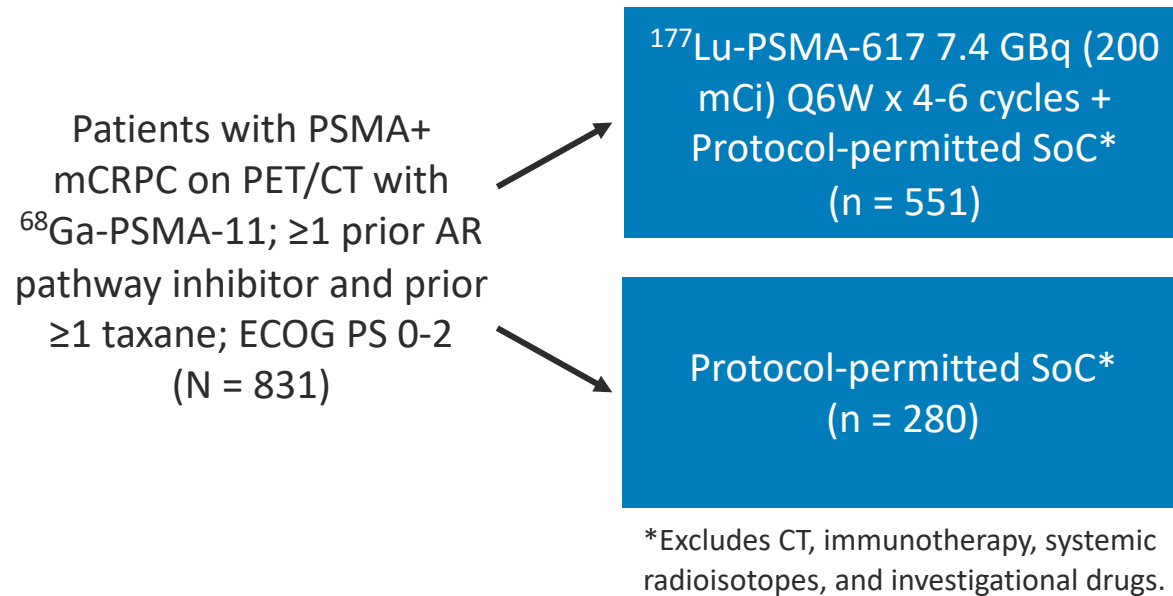 Patients with PSMA+
mCRPC on PET/CT with
⁶⁸Ga-PSMA-11; ≥1 prior AR
pathway inhibitor and prior
≥1 taxane; ECOG PS 0-2
(N = 831)
¹⁷⁷Lu-PSMA-617 7.4 GBq (200
mCi) Q6W x 4-6 cycles +
Protocol-permitted SoC*
(n = 551)
Protocol-permitted SoC*
(n = 280)
*Excludes CT, immunotherapy, systemic
radioisotopes, and investigational drugs.